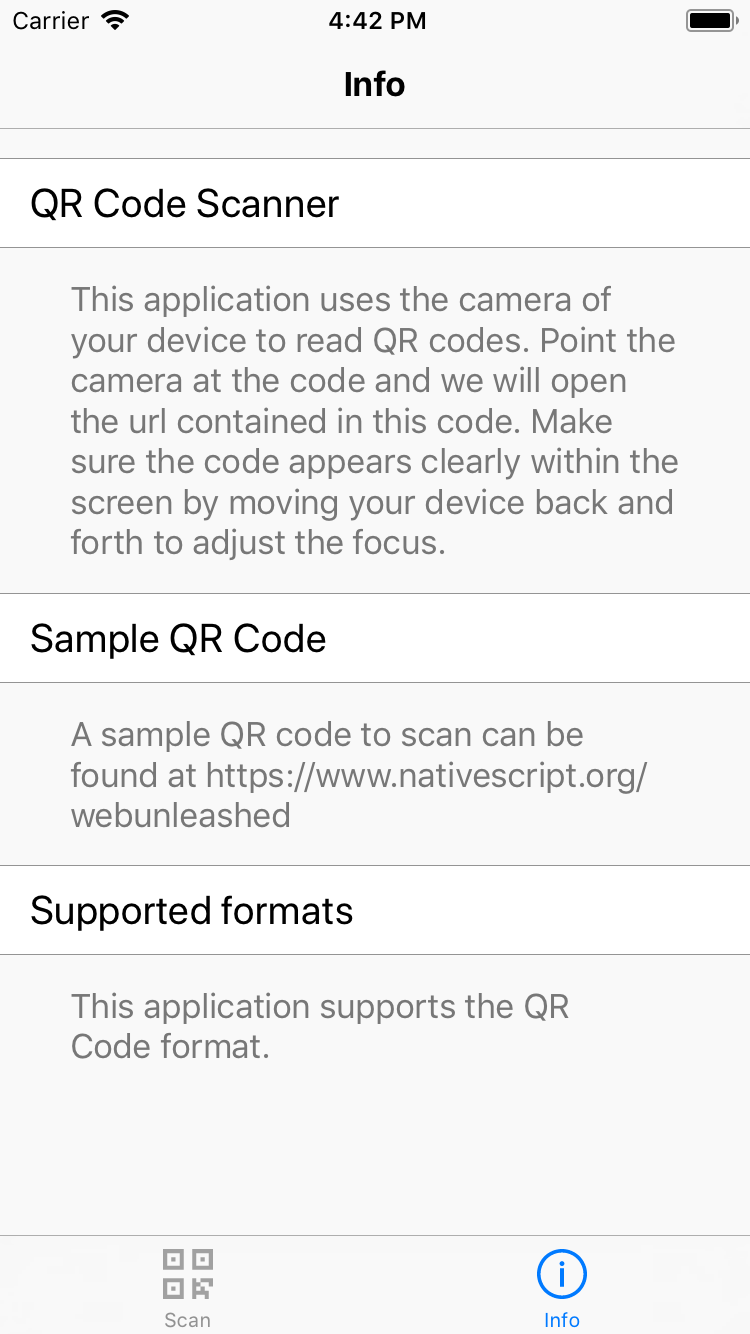 Carrier 4:42 PM
Info
QR Code Scanner
This application uses the camera of
your device to read QR codes. Point the
camera at the code and we will open
the url contained in this code. Make
sure the code appears clearly within the
screen by moving your device back and
forth to adjust the focus.
Sample QR Code
A sample QR code to scan can be
found at https://www.nativescript.org/
webunleashed
Supported formats
This application supports the QR
Code format.
Scan Info